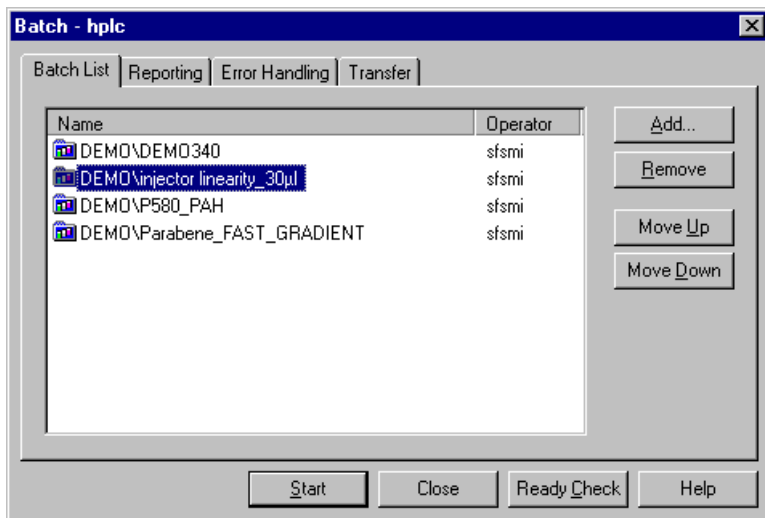 Batch - hplc
Batch List Reporting Error Handling Transfer
Name Operator
DEMO\DEMO340 sfsmi
DEMO\injector linearity_30µl sfsmi
DEMO\P580_PAH sfsmi
DEMO\Parabene_FAST_GRADIENT sfsmi
Add...
Remove
Move Up
Move Down
Start Close Ready Check Help